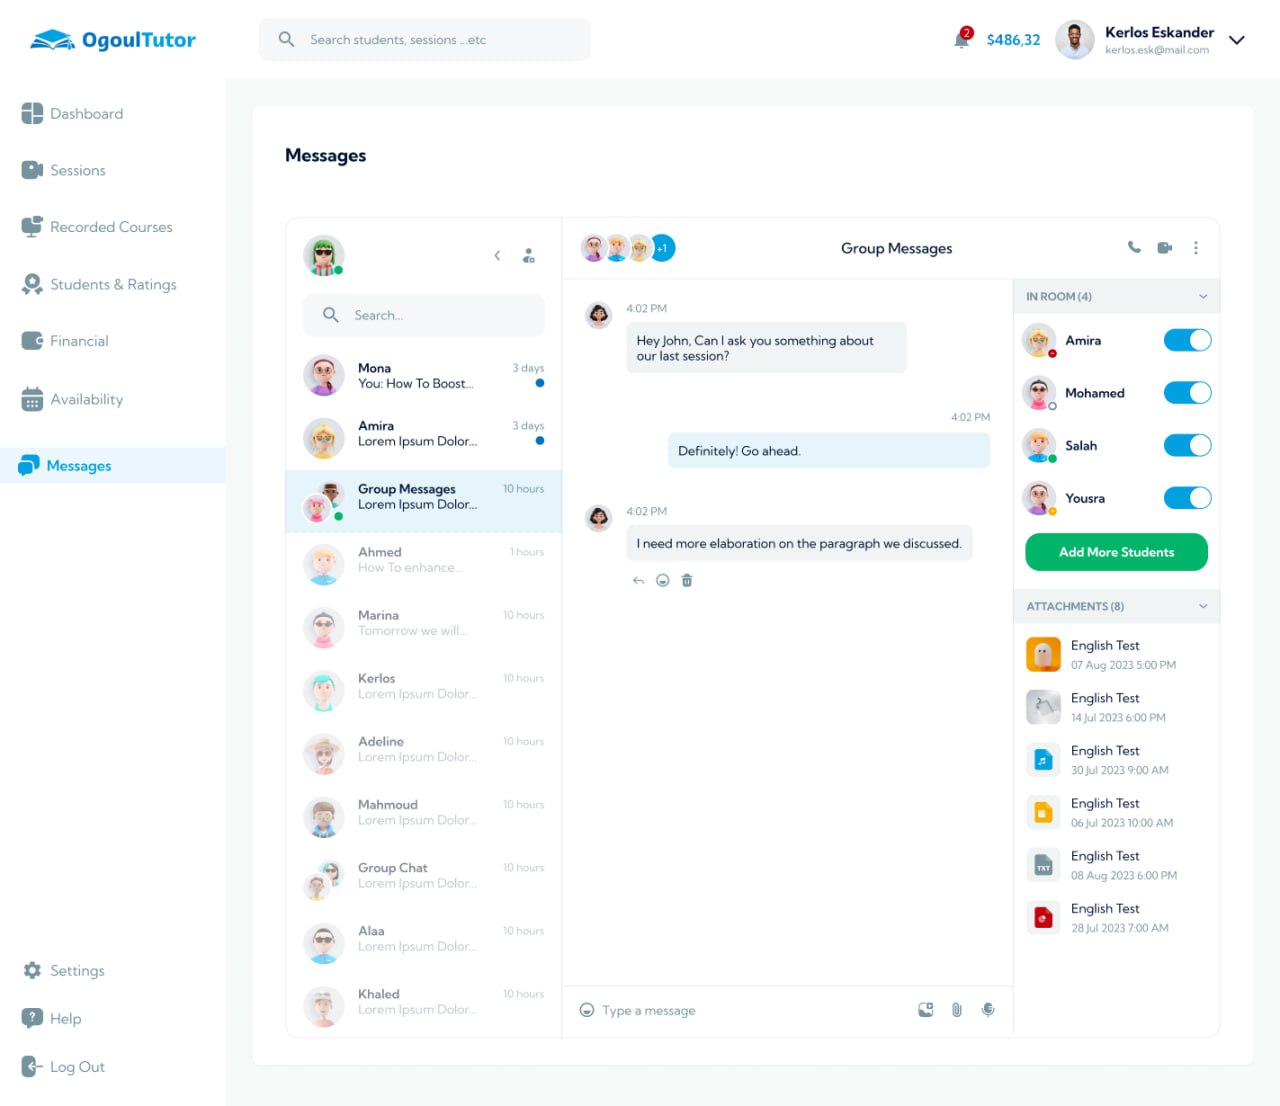 OgoulTutor
Search students, sessions ...etc
2
$486,32
Kerlos Eskander
kerlos.esk@mail.com
Dashboard
Sessions
Recorded Courses
Students & Ratings
Financial
Availability
Messages
Settings
Help
Log Out
Messages
Search...
Mona
3 days
You: How To Boost...
Amira
3 days
Lorem Ipsum Dolor...
Group Messages
10 hours
Lorem Ipsum Dolor...
Ahmed
1 hours
How To enhance...
Marina
10 hours
Tomorrow we will...
Kerlos
10 hours
Lorem Ipsum Dolor...
Adeline
10 hours
Lorem Ipsum Dolor...
Mahmoud
10 hours
Lorem Ipsum Dolor...
Group Chat
10 hours
Lorem Ipsum Dolor...
Alaa
10 hours
Lorem Ipsum Dolor...
Khaled
10 hours
Lorem Ipsum Dolor...
+1
Group Messages
4:02 PM
Hey John, Can I ask you something about
our last session?
4:02 PM
Definitely! Go ahead.
4:02 PM
I need more elaboration on the paragraph we discussed.
Type a message
IN ROOM (4)
Amira
Mohamed
Salah
Yousra
Add More Students
ATTACHMENTS (8)
English Test
07 Aug 2023 5:00 PM
English Test
14 Jul 2023 6:00 PM
English Test
30 Jul 2023 9:00 AM
English Test
06 Jul 2023 10:00 AM
TXT
English Test
08 Aug 2023 6:00 PM
English Test
28 Jul 2023 7:00 AM